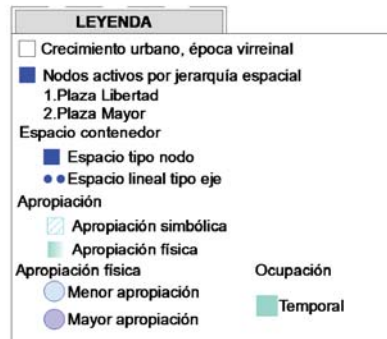 LEYENDA
Crecimiento urbano, época virreinal
Nodos activos por jerarquía espacial
1.Plaza Libertad
2.Plaza Mayor
Espacio contenedor
Espacio tipo nodo
Espacio lineal tipo eje
Apropiación
Apropiación simbólica
Apropiación física
Apropiación física
Menor apropiación
Mayor apropiación
Ocupación
Temporal